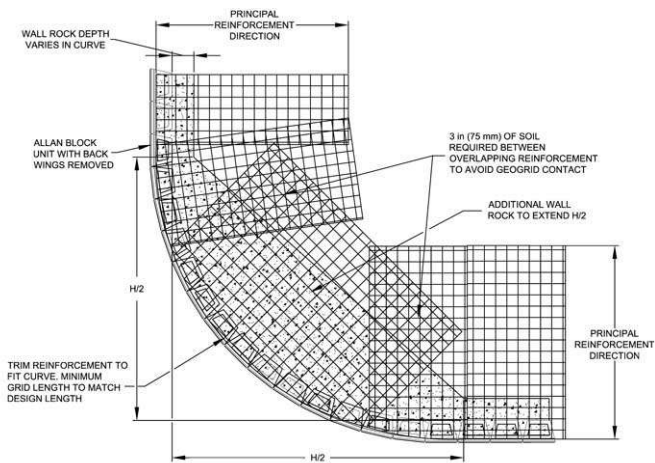 PRINCIPAL
REINFORCEMENT
DIRECTION
WALL ROCK DEPTH
VARIES IN CURVE
ALLAN BLOCK
UNIT WITH BACK
WINGS REMOVED
3 in (75 mm) OF SOIL
REQUIRED BETWEEN
OVERLAPPING REINFORCEMENT
TO AVOID GEOGRID CONTACT
ADDITIONAL WALL
ROCK TO EXTEND H/2
H/2
PRINCIPAL
REINFORCEMENT
DIRECTION
TRIM REINFORCEMENT TO
FIT CURVE. MINIMUM
GRID LENGTH TO MATCH
DESIGN LENGTH
H/2